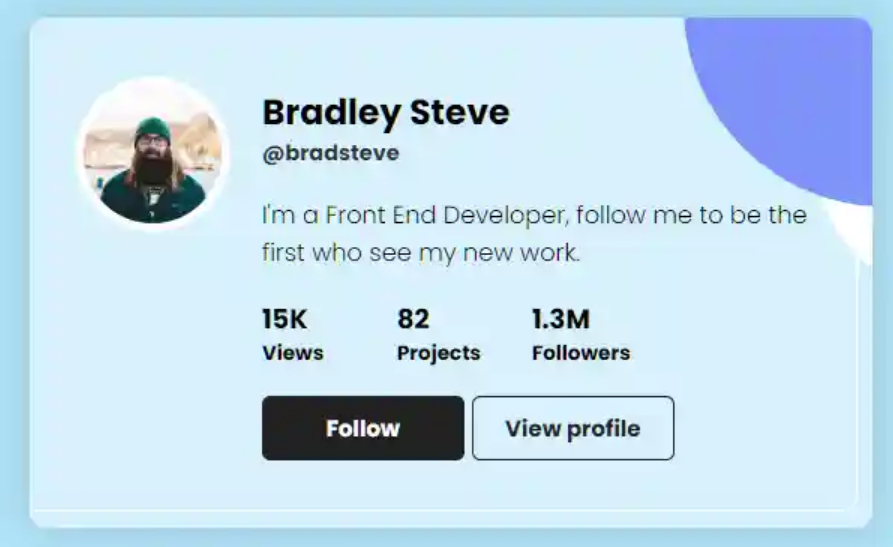 Bradley Steve
@bradsteve
I'm a Front End Developer, follow me to be the
first who see my new work.
15K 82 1.3M
Views Projects Followers
Follow View profile